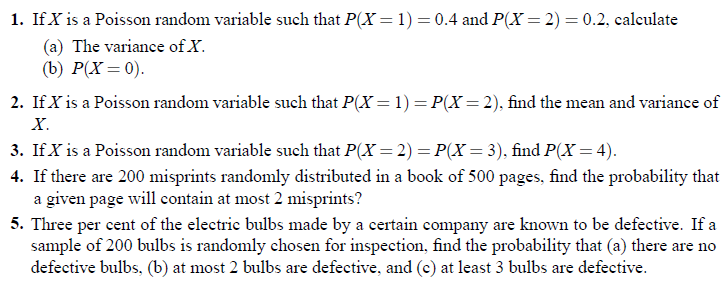 1. If X is a Poisson random variable such that P(X = 1) = 0.4 and P(X = 2) = 0.2, calculate
(a) The variance of X.
(b) P(X = 0).
2. If X is a Poisson random variable such that P(X = 1) = P(X = 2), find the mean and variance of
X.
3. If X is a Poisson random variable such that P(X = 2) = P(X = 3), find P(X = 4).
4. If there are 200 misprints randomly distributed in a book of 500 pages, find the probability that
a given page will contain at most 2 misprints?
5. Three per cent of the electric bulbs made by a certain company are known to be defective. If a
sample of 200 bulbs is randomly chosen for inspection, find the probability that (a) there are no
defective bulbs, (b) at most 2 bulbs are defective, and (c) at least 3 bulbs are defective.